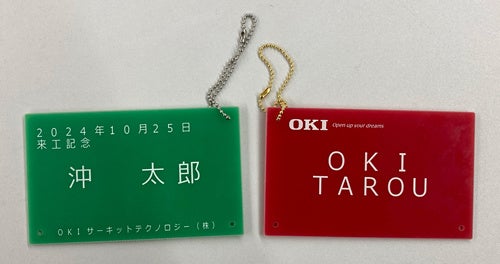 2024年10月25日
来工記念
沖 太郎
OKIサーキットテクノロジー(株)
OKI Open up your dreams
OKI
TAROU